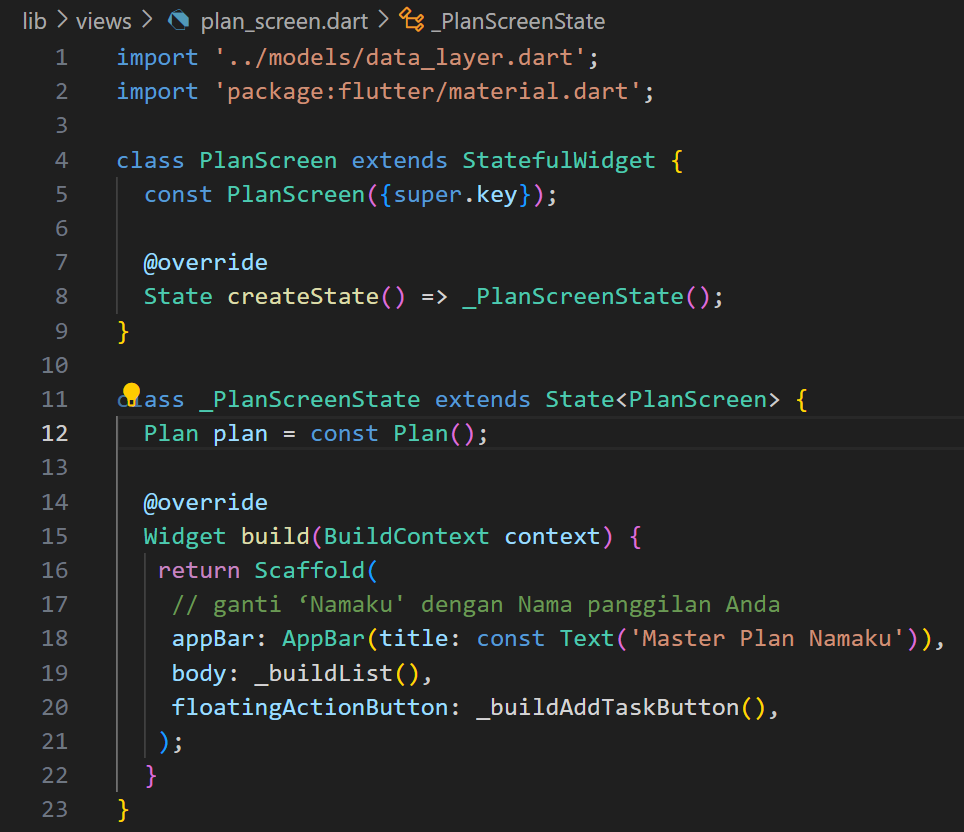 lib > views > plan_screen.dart > _PlanScreenState
1 import '../models/data_layer.dart';
2 import 'package:flutter/material.dart';
3
4 class PlanScreen extends StatefulWidget {
5 const PlanScreen({super.key});
6
7 @override
8 State createState() => _PlanScreenState();
9 }
10
11 class _PlanScreenState extends State<PlanScreen> {
12 Plan plan = const Plan();
13
14 @override
15 Widget build(BuildContext context) {
16 return Scaffold(
17 // ganti ‘Namaku' dengan Nama panggilan Anda
18 appBar: AppBar(title: const Text('Master Plan Namaku')),
19 body: _buildList(),
20 floatingActionButton: _buildAddTaskButton(),
21 );
22 }
23 }